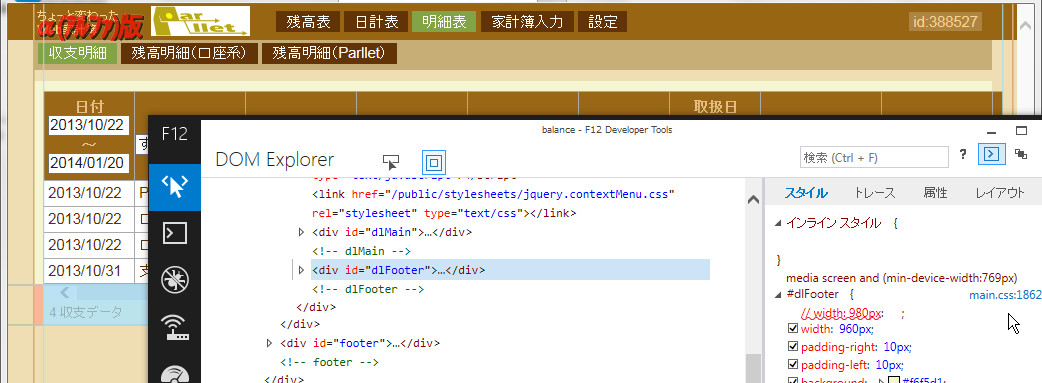 ちょっと変わった
α(アルファ)版
Parllet
残高表 日計表 明細表 家計簿入力 設定
id:388527
収支明細 残高明細(口座系) 残高明細(Parllet)
日付 取扱日
2013/10/22
～
2014/01/20
2013/10/22
2013/10/22
2013/10/22
2013/10/31
4 収支データ
F12
balance - F12 Developer Tools
DOM Explorer
検索 (Ctrl + F)
?
<link href="/public/stylesheets/jquery.contextMenu.css"
rel="stylesheet" type="text/css"></link>
<div id="dlMain">…</div>
<!-- dlMain -->
<div id="dlFooter">…</div>
<!-- dlFooter -->
</div>
</div>
<div id="footer">…</div>
<!-- footer -->
</div>
スタイル トレース 属性 レイアウト
インライン スタイル {
}
media screen and (min-device-width:769px)
#dlFooter { main.css:1862
// width: 980px: ;
width: 960px;
padding-right: 10px;
padding-left: 10px;
background: #f6f5d1;